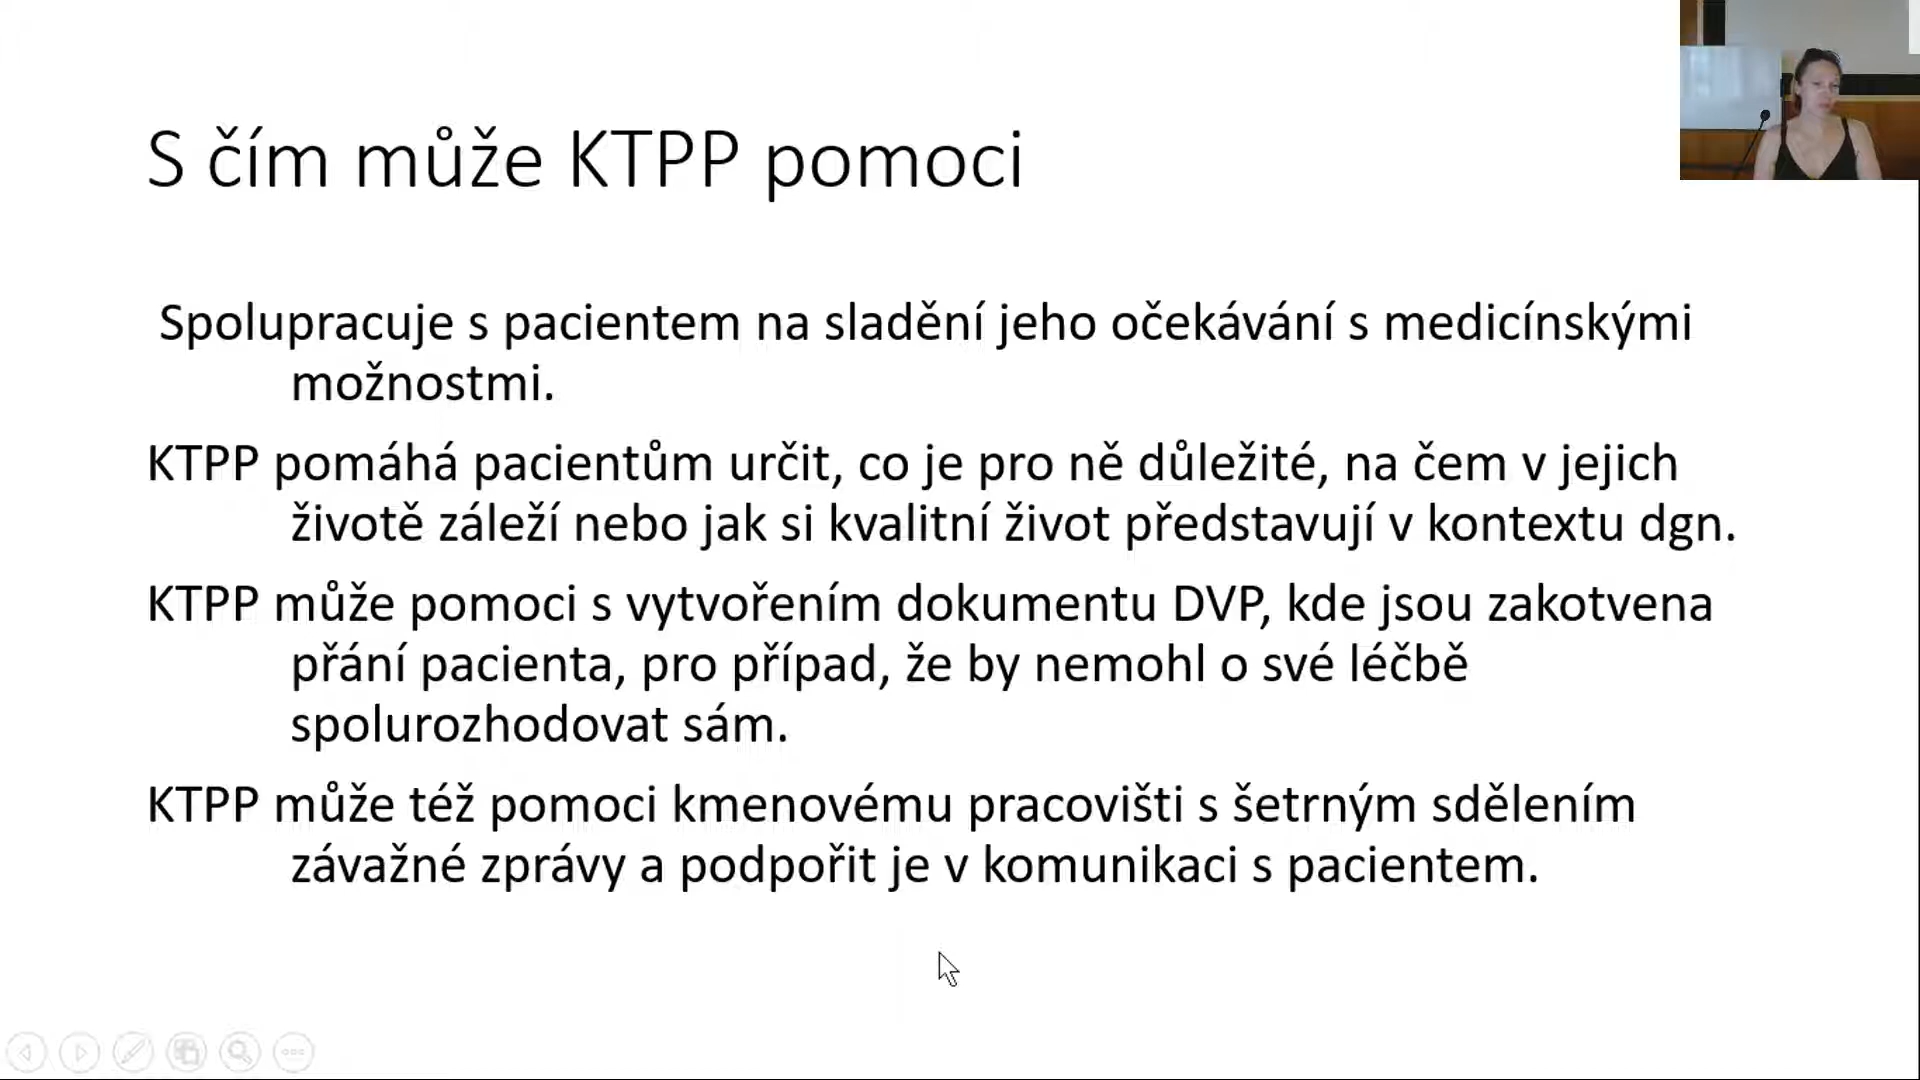 S čím může KTPP pomoci
Spolupracuje s pacientem na sladění jeho očekávání s medicínskými
možnostmi.
KTPP pomáhá pacientům určit, co je pro ně důležité, na čem v jejich
životě záleží nebo jak si kvalitní život představují v kontextu dgn.
KTPP může pomoci s vytvořením dokumentu DVP, kde jsou zakotvena
přání pacienta, pro případ, že by nemohl o své léčbě
spolurozhodovat sám.
KTPP může též pomoci kmenovému pracovišti s šetrným sdělením
závažné zprávy a podpořit je v komunikaci s pacientem.